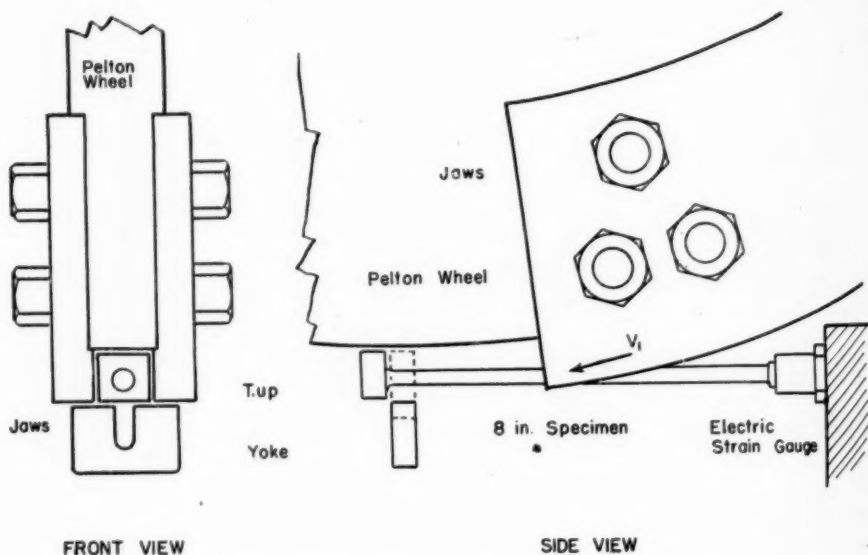 Pelton
Wheel
Jaws
Pelton Wheel
V₁
T.up
Jaws
Yoke
8 in. Specimen
Electric
Strain Gauge
FRONT VIEW
SIDE VIEW